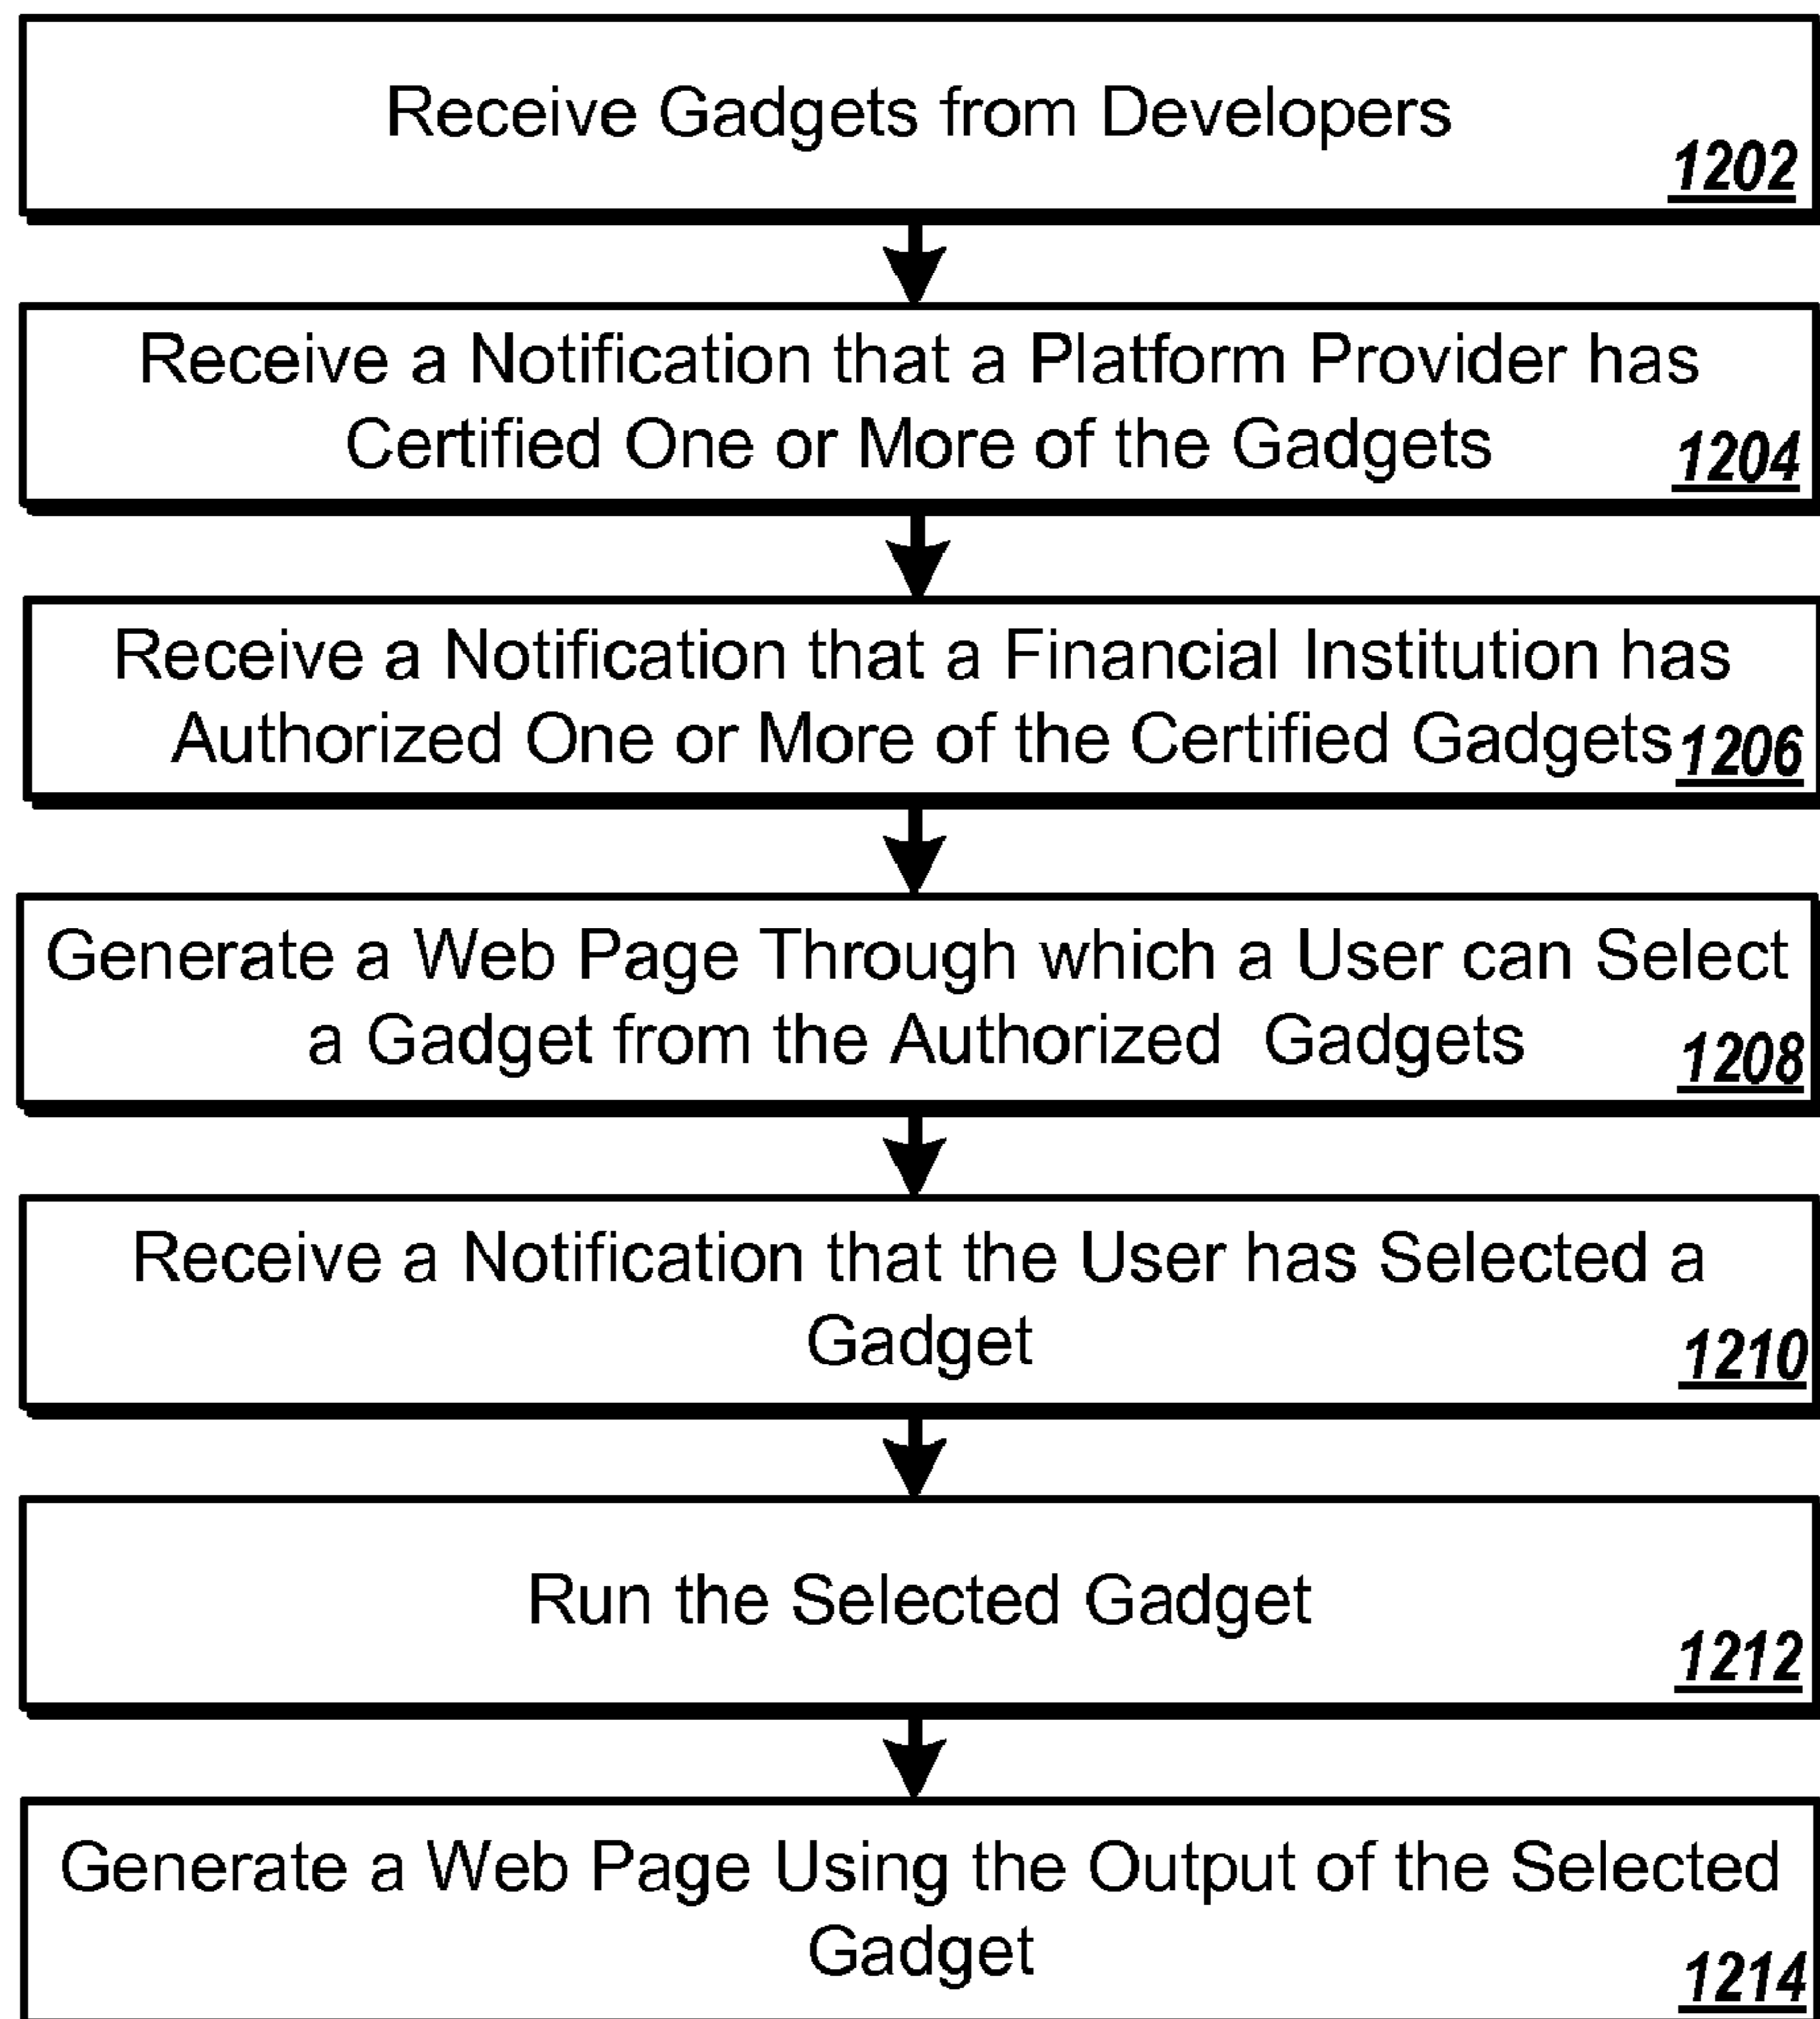 Receive Gadgets from Developers
1202
Receive a Notification that a Platform Provider has
Certified One or More of the Gadgets
1204
Receive a Notification that a Financial Institution has
Authorized One or More of the Certified Gadgets
1206
Generate a Web Page Through which a User can Select
a Gadget from the Authorized Gadgets
1208
Receive a Notification that the User has Selected a
Gadget
1210
Run the Selected Gadget
1212
Generate a Web Page Using the Output of the Selected
Gadget
1214